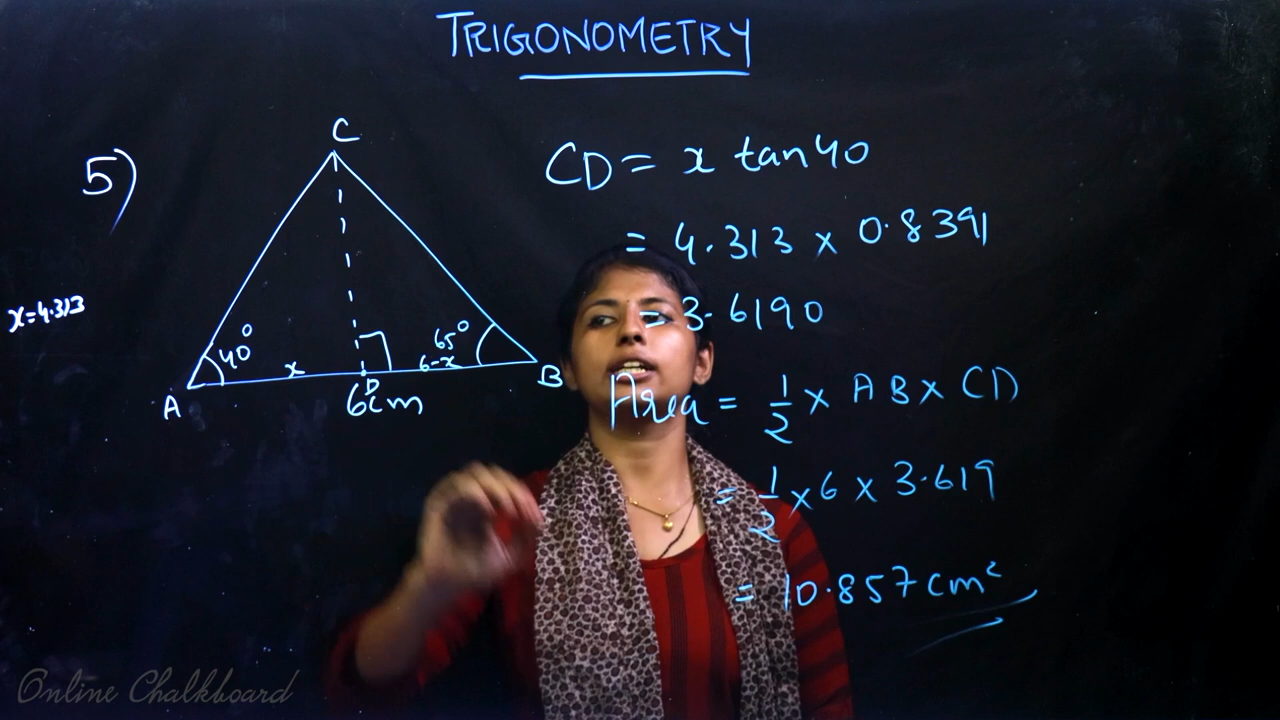 TRIGONOMETRY
5)
C
x=4.313
40°
x
D
65°
6-x
A
6cm
B
CD = x tan40
= 4.313 x 0.8391
= 3.6190
Area = 1/2 x AB x CD
= 1/2 x 6 x 3.619
= 10.857 cm²
Online Chalkboard